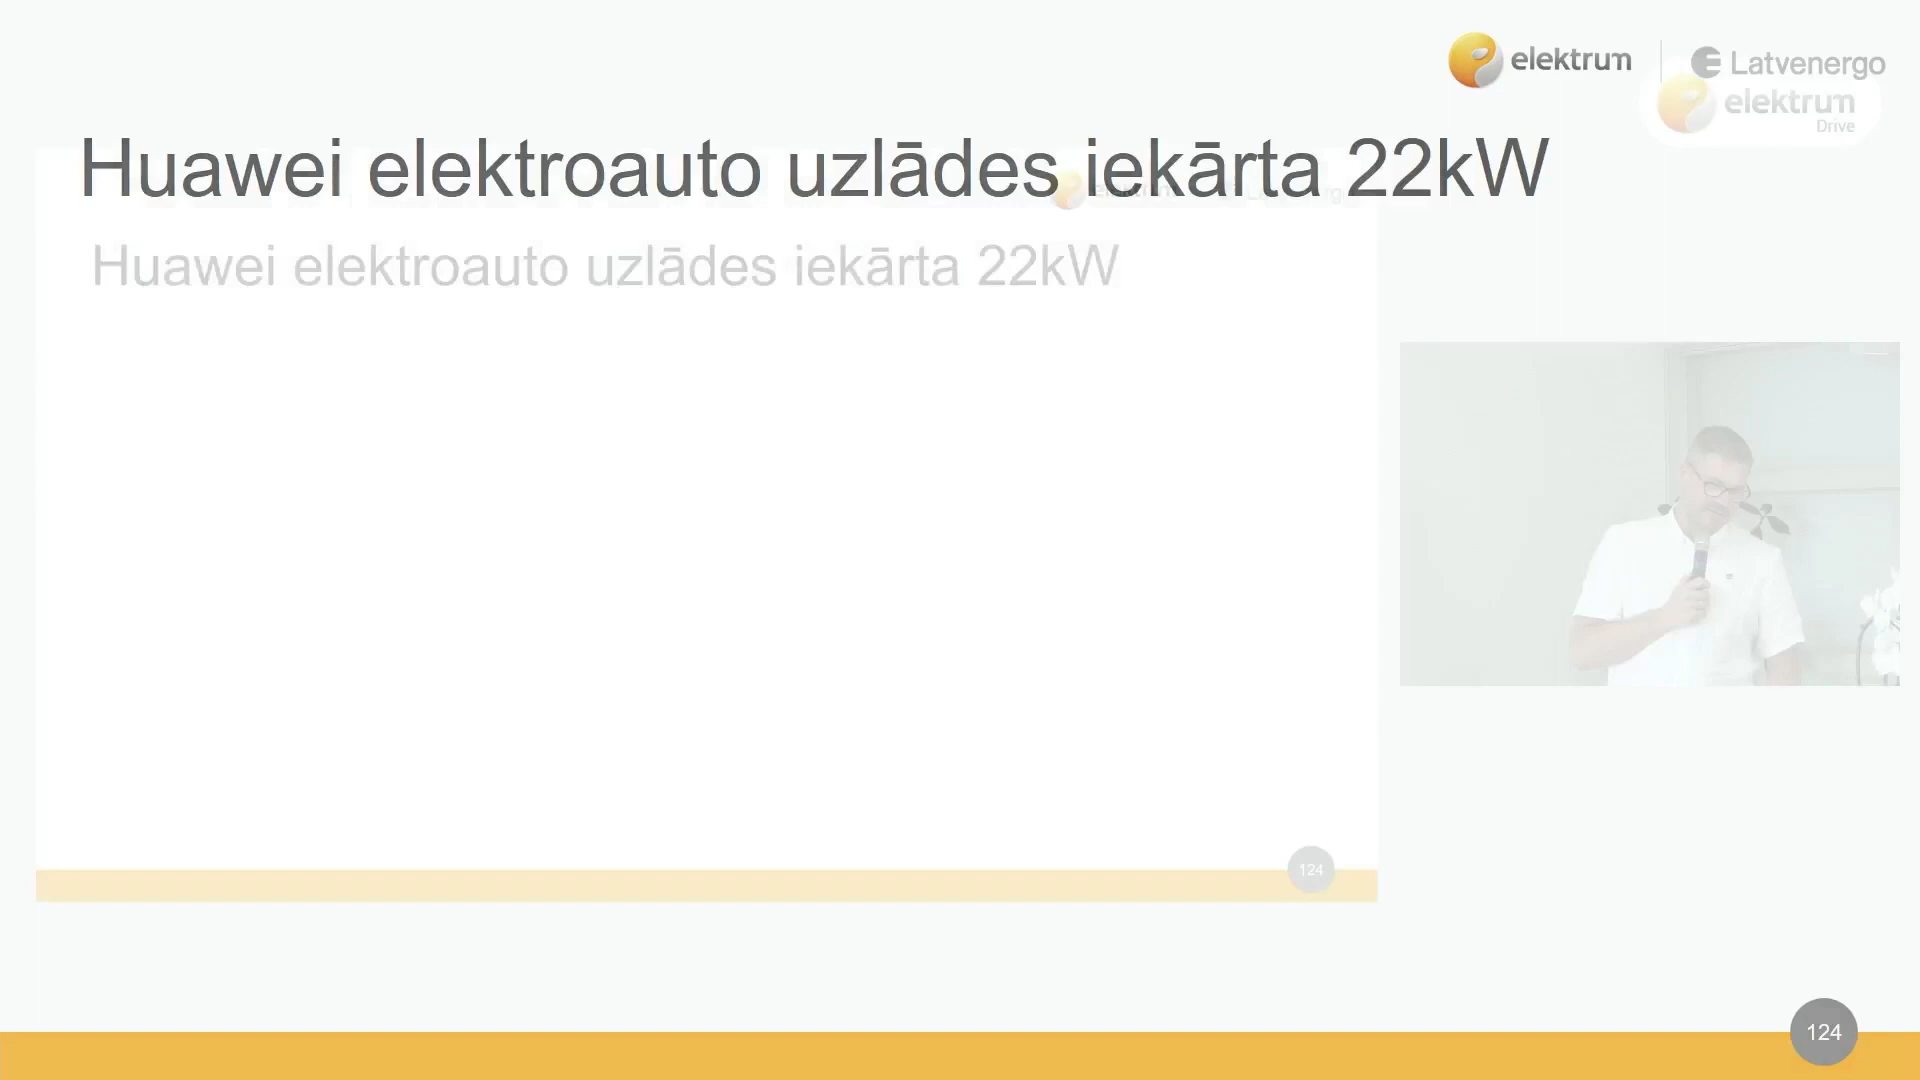 elektrum
Latvenergo
elektrum
Drive
Huawei elektroauto uzlādes iekārta 22kW
Huawei elektroauto uzlādes iekārta 22kW
124
124